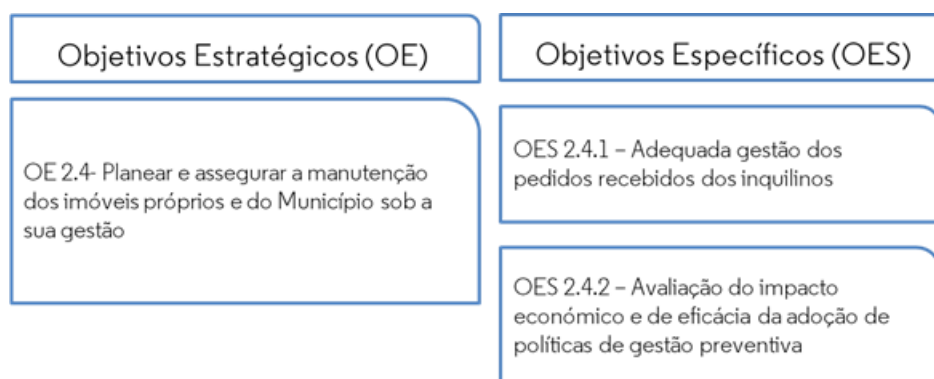 Objetivos Estratégicos (OE)
OE 2.4- Planear e assegurar a manutenção
dos imóveis próprios e do Município sob a
sua gestão
Objetivos Específicos (OES)
OES 2.4.1 – Adequada gestão dos
pedidos recebidos dos inquilinos
OES 2.4.2 – Avaliação do impacto
económico e de eficácia da adoção de
políticas de gestão preventiva